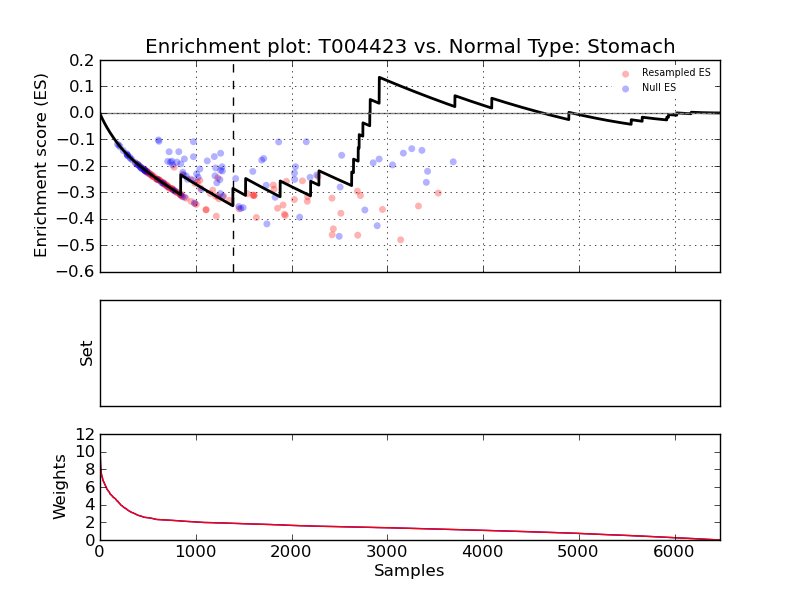 Enrichment plot: T004423 vs. Normal Type: Stomach
Enrichment score (ES)
0.2
0.1
0.0
−0.1
−0.2
−0.3
−0.4
−0.5
−0.6
Resampled ES
Null ES
Set
Weights
12
10
8
6
4
2
0
0 1000 2000 3000 4000 5000 6000
Samples